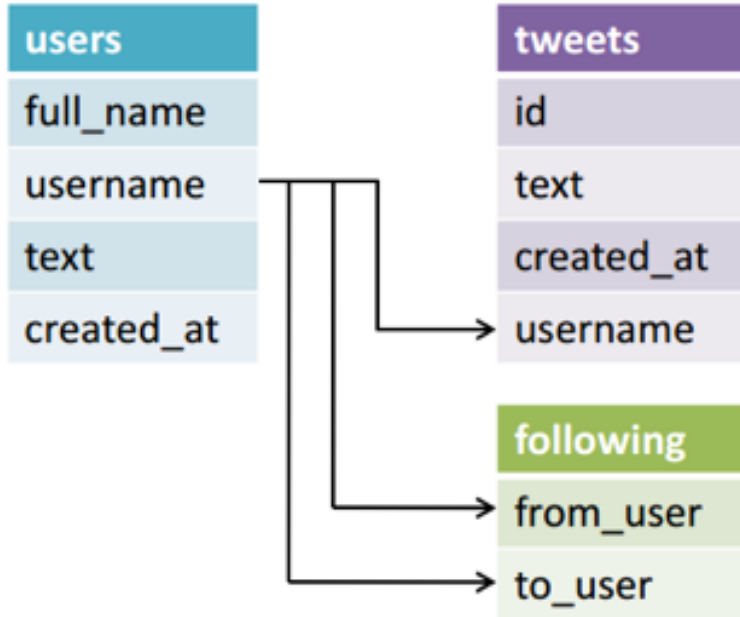 users
full_name
username
text
created_at
tweets
id
text
created_at
username
following
from_user
to_user